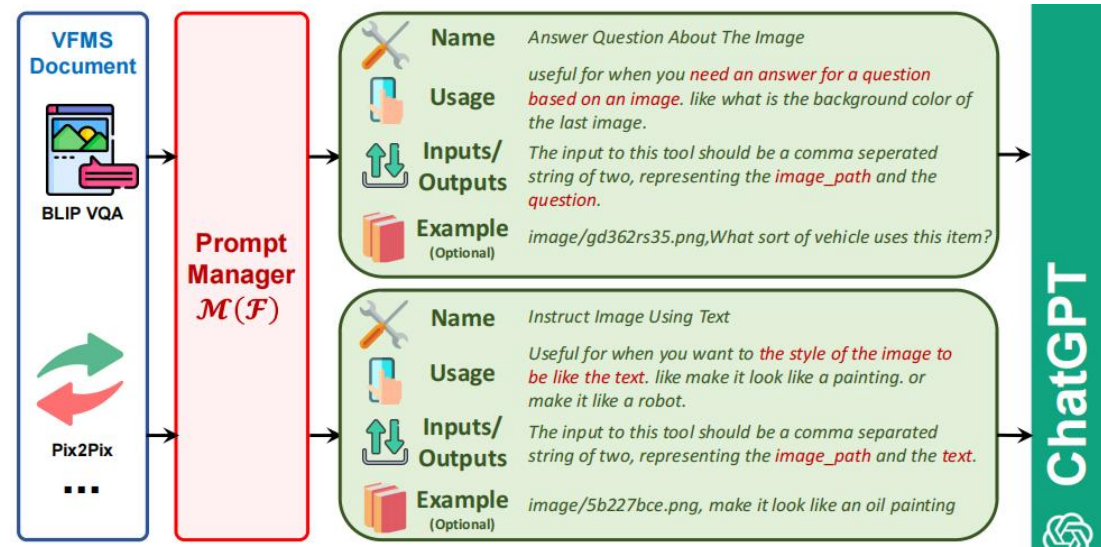 VFMS
Document
BLIP VQA
Pix2Pix
...
Prompt
Manager
𝓜(𝓕)
Name
Answer Question About The Image
Usage
useful for when you need an answer for a question
based on an image. like what is the background color of
the last image.
Inputs/
Outputs
The input to this tool should be a comma seperated
string of two, representing the image_path and the
question.
Example
(Optional)
image/gd362rs35.png,What sort of vehicle uses this item?
Name
Instruct Image Using Text
Usage
Useful for when you want to the style of the image to
be like the text. like make it look like a painting. or
make it like a robot.
Inputs/
Outputs
The input to this tool should be a comma separated
string of two, representing the image_path and the text.
Example
(Optional)
image/5b227bce.png, make it look like an oil painting
ChatGPT